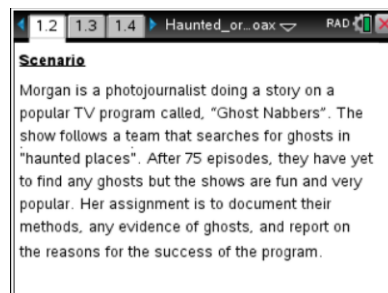 1.2 1.3 1.4 Haunted_or…oax RAD
Scenario
Morgan is a photojournalist doing a story on a
popular TV program called, “Ghost Nabbers”. The
show follows a team that searches for ghosts in
"haunted places". After 75 episodes, they have yet
to find any ghosts but the shows are fun and very
popular. Her assignment is to document their
methods, any evidence of ghosts, and report on
the reasons for the success of the program.